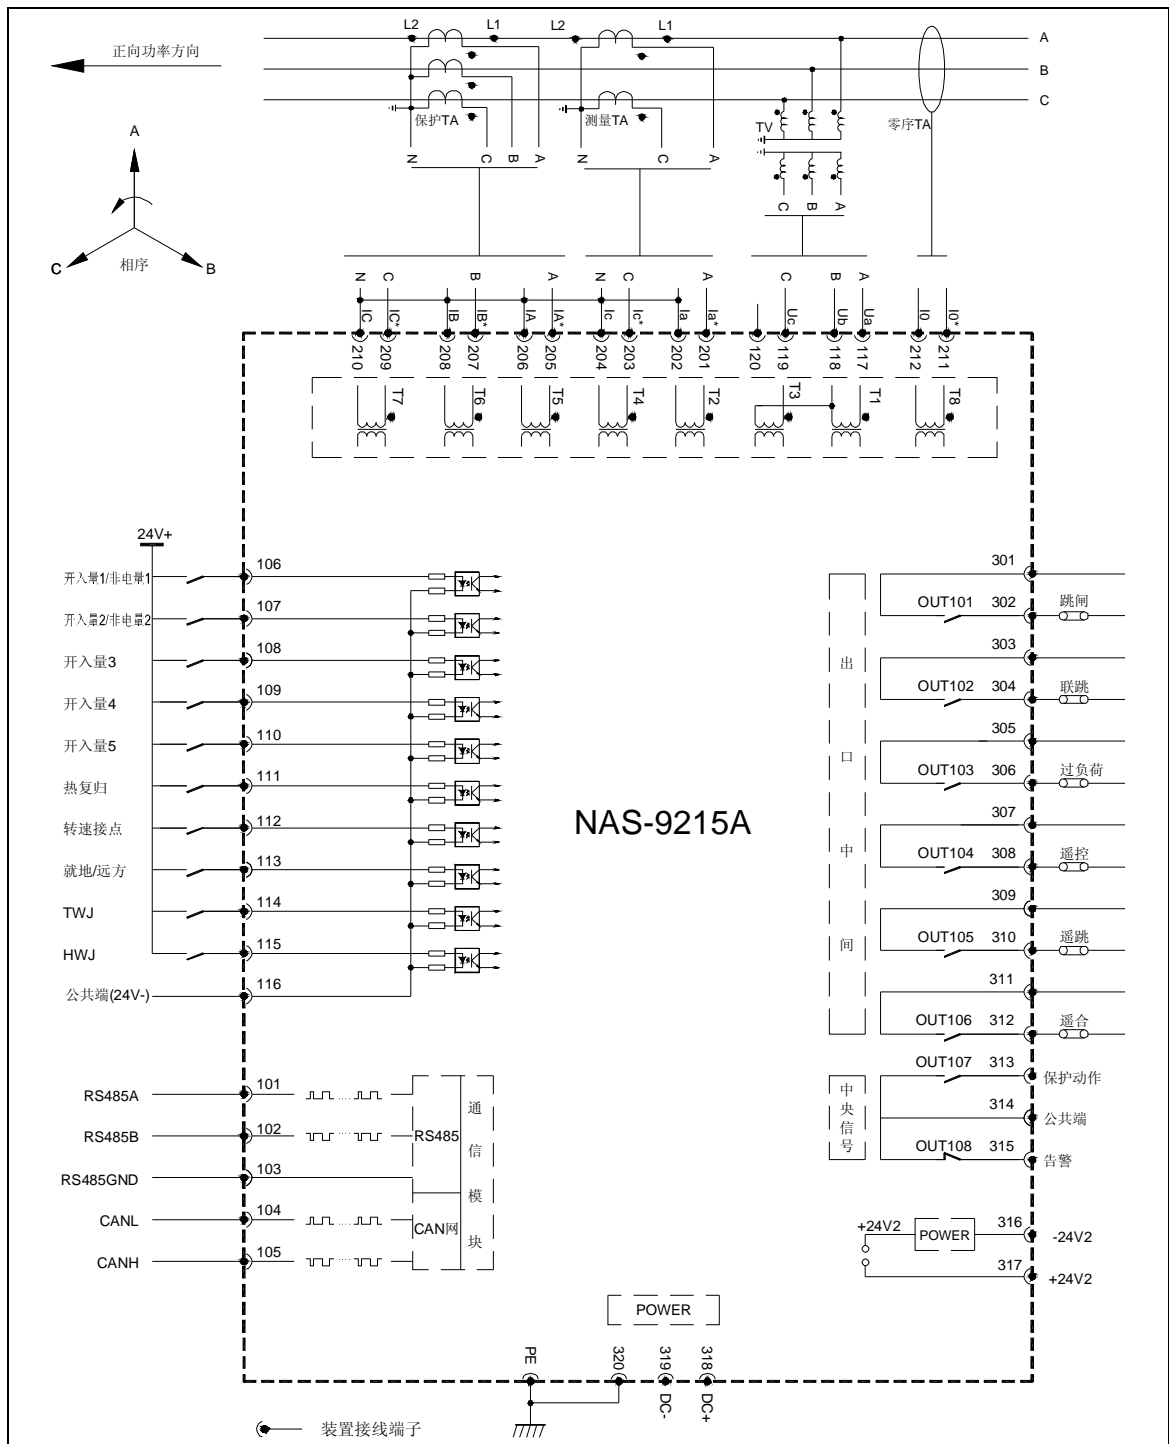 L2 L1 L2 L1
正向功率方向
A
B
C
保护TA
测量TA
TV
零序TA
N C B A
N C A
C B A
A
C
B
相序
N C B A N C A C B A
IC IC* IB IB* IA IA* Ic Ic* Ia Ia* Uc Ub Ua I0 I0*
210 209 208 207 206 205 204 203 202 201 120 119 118 117 212 211
T7 T6 T5 T4 T2 T3 T1 T8
24V+
开入量1/非电量1 106
开入量2/非电量2 107
开入量3 108
开入量4 109
开入量5 110
热复归 111
转速接点 112
就地/远方 113
TWJ 114
HWJ 115
公共端(24V-) 116
NAS-9215A
出口中间
301
OUT101 302 跳闸
303
OUT102 304 联跳
305
OUT103 306 过负荷
307
OUT104 308 遥控
309
OUT105 310 遥跳
311
OUT106 312 遥合
中央信号
OUT107 313 保护动作
314 公共端
OUT108 315 告警
RS485A 101
RS485B 102
RS485GND 103
CANL 104
CANH 105
RS485
CAN网
通信模块
+24V2 POWER 316 -24V2
317 +24V2
POWER
PE 320 319 318
DC- DC+
装置接线端子